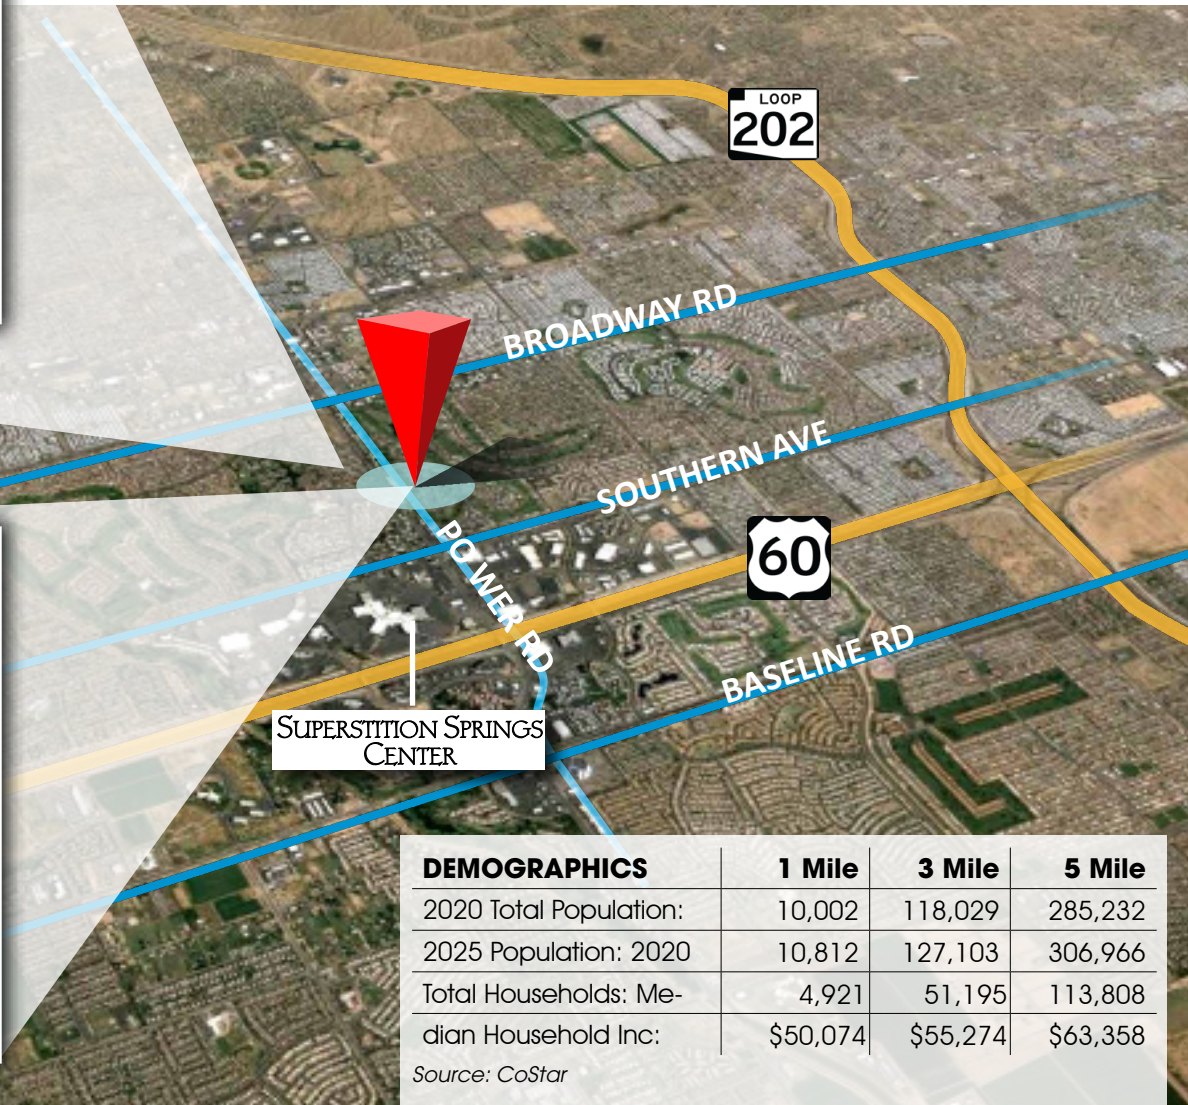 LOOP
202
BROADWAY RD
SOUTHERN AVE
60
POWER RD
BASELINE RD
SUPERSTITION SPRINGS
CENTER
DEMOGRAPHICS 1 Mile 3 Mile 5 Mile
2020 Total Population: 10,002 118,029 285,232
2025 Population: 2020 10,812 127,103 306,966
Total Households: Me- 4,921 51,195 113,808
dian Household Inc: $50,074 $55,274 $63,358
Source: CoStar